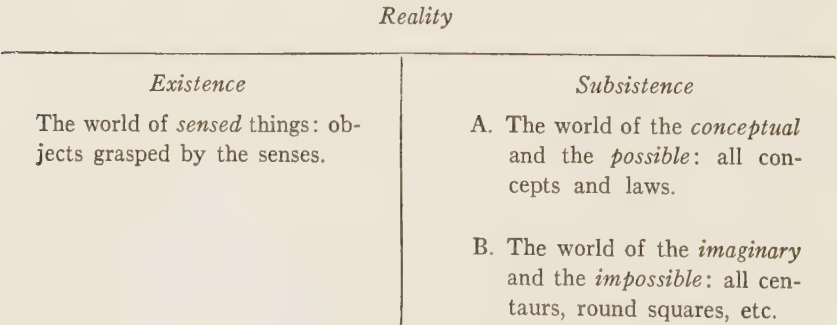 Reality
Existence
The world of sensed things: ob-
jects grasped by the senses.
Subsistence
A. The world of the conceptual
and the possible: all con-
cepts and laws.
B. The world of the imaginary
and the impossible: all cen-
taurs, round squares, etc.